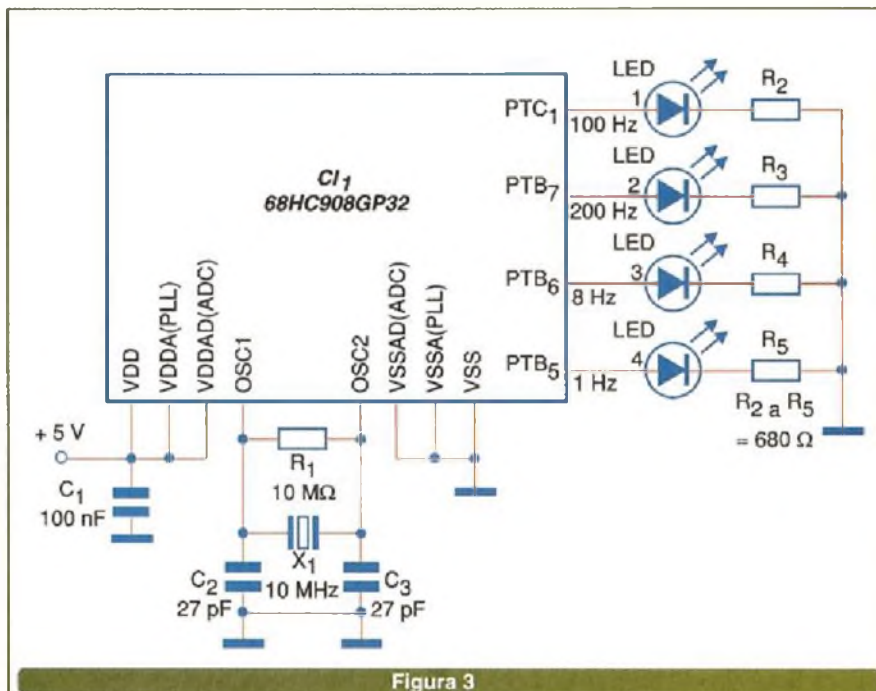 LED
1
PTC1
100 Hz
R2
LED
2
PTB7
200 Hz
R3
LED
3
PTB6
8 Hz
R4
LED
4
PTB5
1 Hz
R5
R2 a R5
= 680 Ω
CI1
68HC908GP32
VDD
VDDA(PLL)
VDDAD(ADC)
OSC1
OSC2
VSSAD(ADC)
VSSA(PLL)
VSS
+ 5 V
C1
100 nF
R1
10 MΩ
X1
10 MHz
C2
27 pF
C3
27 pF
Figura 3